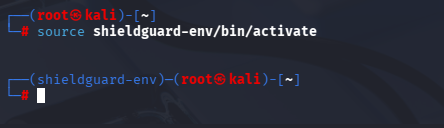 ┌──(root㉿kali)-[~]
└─# source shieldguard-env/bin/activate
┌──(shieldguard-env)─(root㉿kali)-[~]
└─#